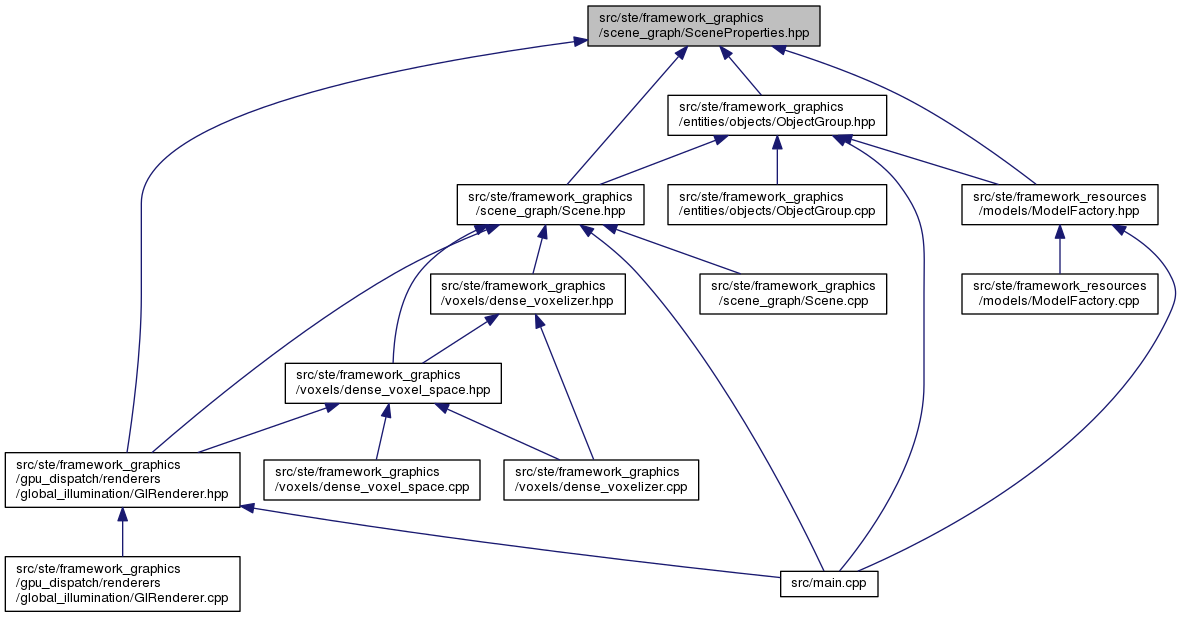 src/ste/framework_graphics
/scene_graph/SceneProperties.hpp
src/ste/framework_graphics
/entities/objects/ObjectGroup.hpp
src/ste/framework_graphics
/scene_graph/Scene.hpp
src/ste/framework_graphics
/entities/objects/ObjectGroup.cpp
src/ste/framework_resources
/models/ModelFactory.hpp
src/ste/framework_graphics
/voxels/dense_voxelizer.hpp
src/ste/framework_graphics
/scene_graph/Scene.cpp
src/ste/framework_resources
/models/ModelFactory.cpp
src/ste/framework_graphics
/voxels/dense_voxel_space.hpp
src/ste/framework_graphics
/gpu_dispatch/renderers
/global_illumination/GIRenderer.hpp
src/ste/framework_graphics
/voxels/dense_voxel_space.cpp
src/ste/framework_graphics
/voxels/dense_voxelizer.cpp
src/ste/framework_graphics
/gpu_dispatch/renderers
/global_illumination/GIRenderer.cpp
src/main.cpp